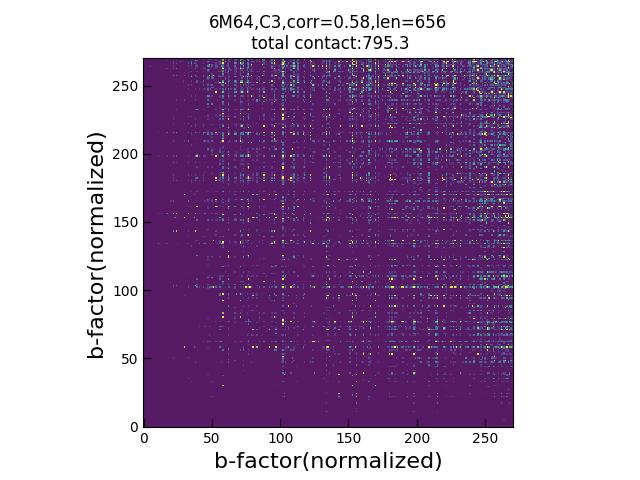 6M64,C3,corr=0.58,len=656
total contact:795.3
b-factor(normalized)
250
200
150
100
50
0
0 50 100 150 200 250
b-factor(normalized)